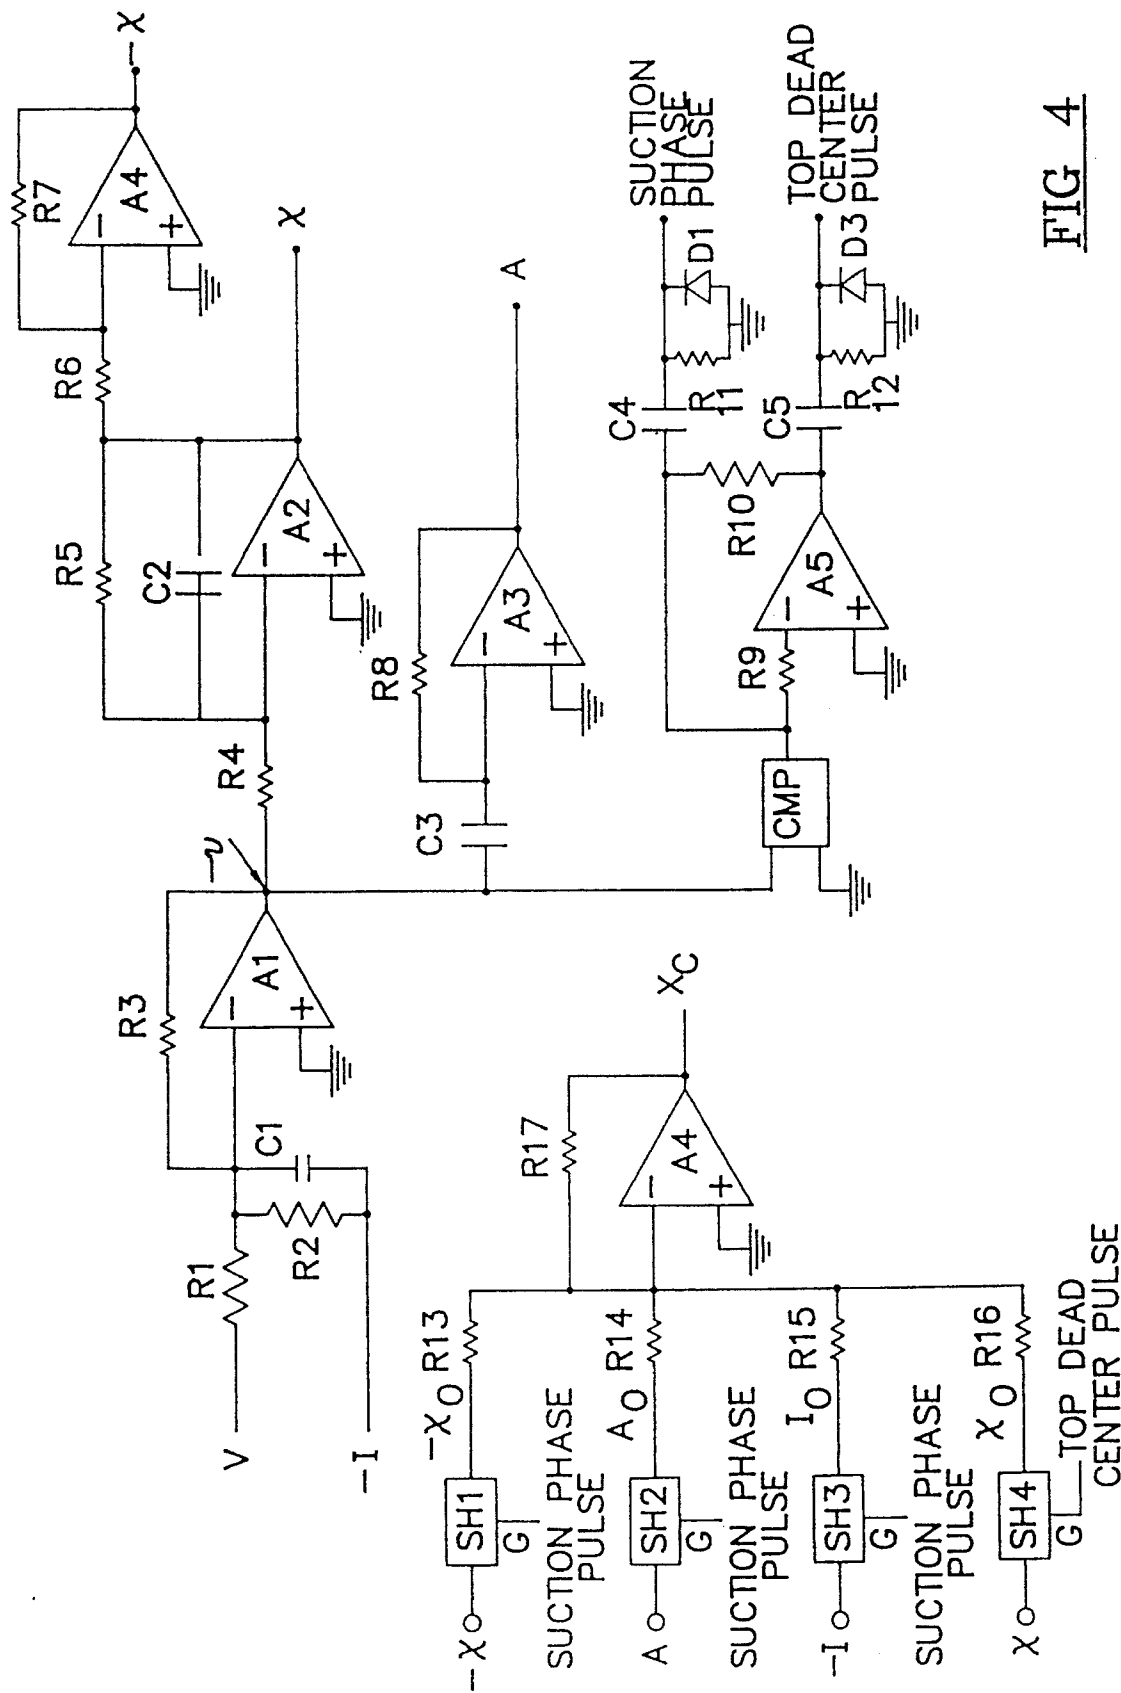 V
-I
R1
R2
C1
R3
A1
-υ
R4
R5
C2
A2
χ
R6
R7
A4
-χ
C3
R8
A3
A
CMP
R9
A5
R10
C4
R
11
D1
SUCTION
PHASE
PULSE
C5
R
12
D3
TOP DEAD
CENTER
PULSE
-χ
SH1
G
SUCTION PHASE
PULSE
-χO
R13
A
SH2
G
SUCTION PHASE
PULSE
AO
R14
-I
SH3
G
SUCTION PHASE
PULSE
IO
R15
χ
SH4
G
TOP DEAD
CENTER PULSE
χO
R16
R17
A4
XC
FIG 4